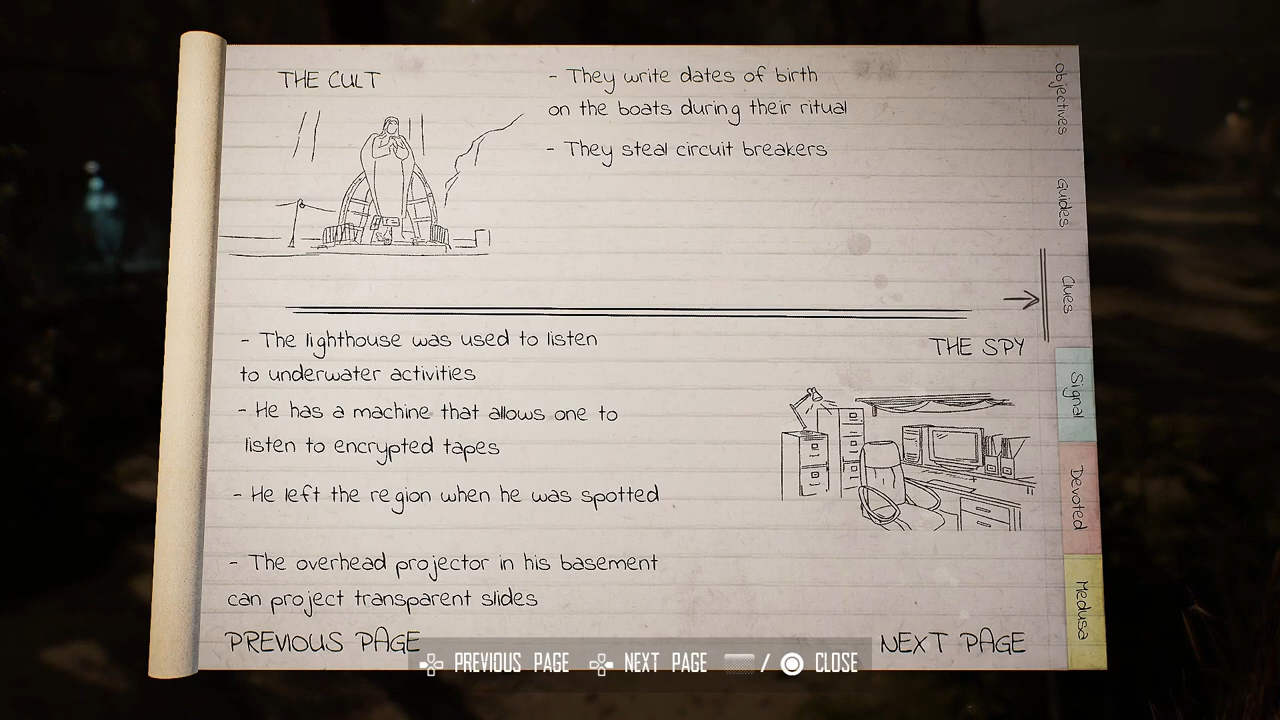 THE CULT
- They write dates of birth
on the boats during their ritual
- They steal circuit breakers
- The lighthouse was used to listen
to underwater activities
- He has a machine that allows one to
listen to encrypted tapes
- He left the region when he was spotted
- The overhead projector in his basement
can project transparent slides
THE SPY
PREVIOUS PAGE
NEXT PAGE
Objectives
Guides
Clues
Signal
Devoted
Medusa
PREVIOUS PAGE NEXT PAGE / CLOSE